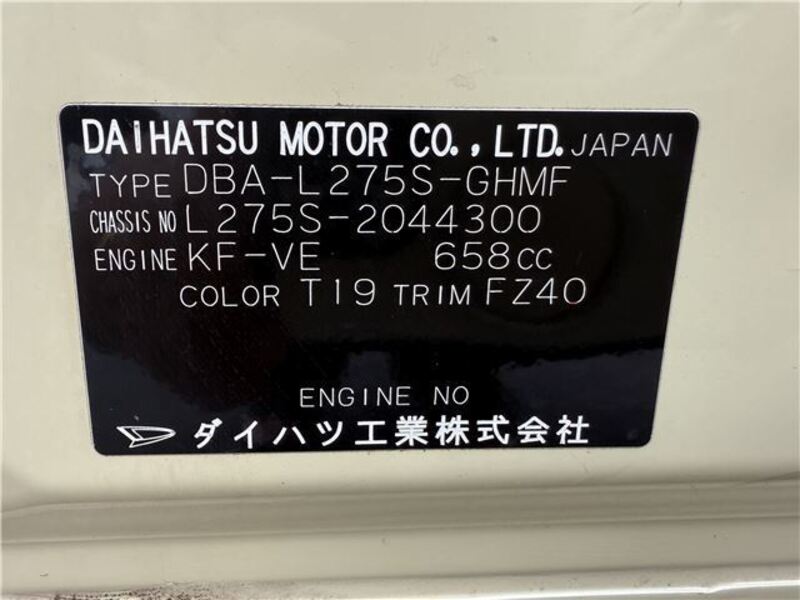 DAIHATSU MOTOR CO., LTD. JAPAN
TYPE DBA-L275S-GHMF
CHASSIS NO L275S-2044300
ENGINE KF-VE 658cc
COLOR T19 TRIM FZ40
ENGINE NO
ダイハツ工業株式会社